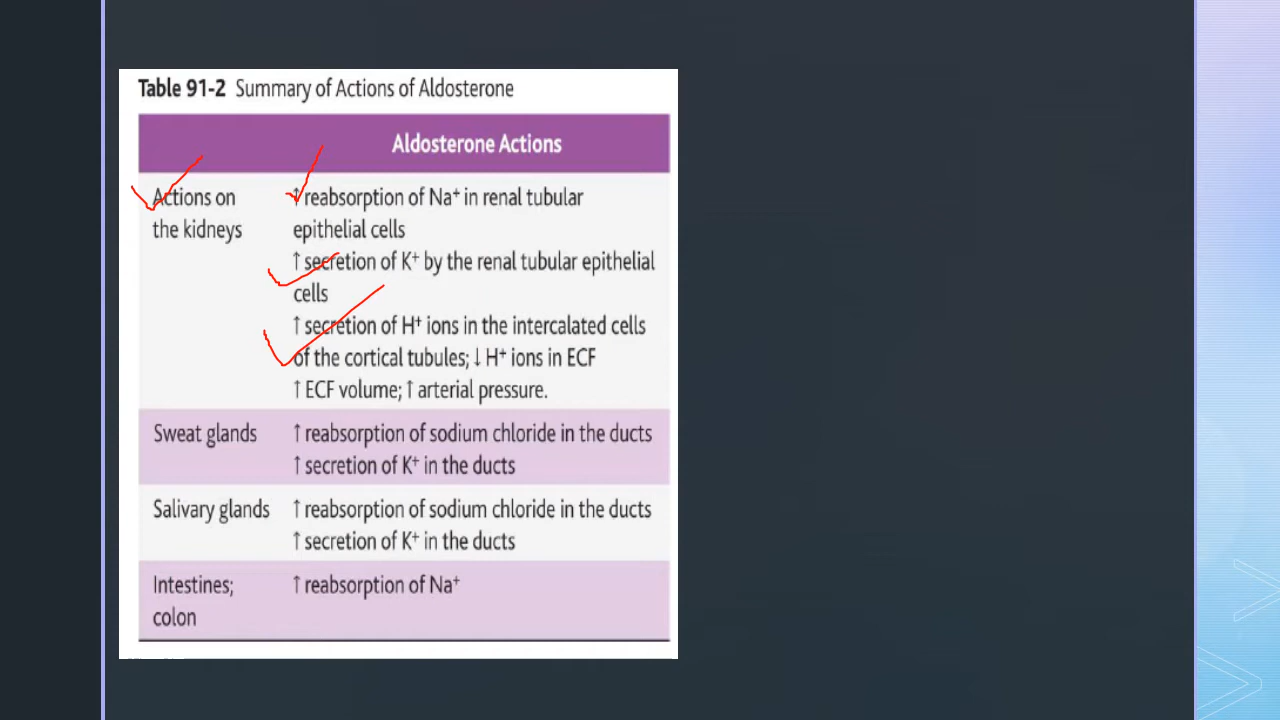 Table 91-2 Summary of Actions of Aldosterone
Aldosterone Actions
Actions on
the kidneys
↑ reabsorption of Na⁺ in renal tubular
epithelial cells
↑ secretion of K⁺ by the renal tubular epithelial
cells
↑ secretion of H⁺ ions in the intercalated cells
of the cortical tubules; ↓ H⁺ ions in ECF
↑ ECF volume; ↑ arterial pressure.
Sweat glands
↑ reabsorption of sodium chloride in the ducts
↑ secretion of K⁺ in the ducts
Salivary glands
↑ reabsorption of sodium chloride in the ducts
↑ secretion of K⁺ in the ducts
Intestines;
colon
↑ reabsorption of Na⁺